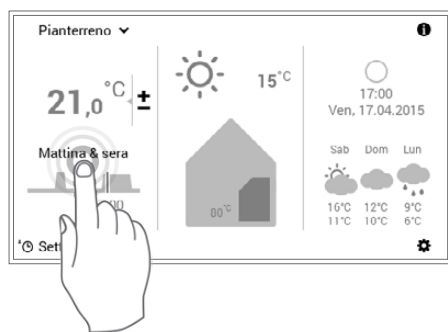 Pianterreno
21,0 °C ±
15 °C
17:00
Ven, 17.04.2015
Mattina & sera
Sab Dom Lun
80 °C
16°C 12°C 9°C
11°C 10°C 6°C